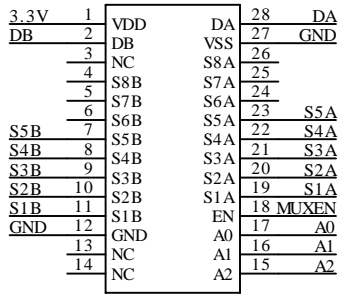 3.3V 1 VDD DA 28 DA
DB 2 DB VSS 27 GND
3 NC S8A 26
4 S8B S7A 25
5 S7B S6A 24
6 S6B S5A 23 S5A
S5B 7 S5B S4A 22 S4A
S4B 8 S4B S3A 21 S3A
S3B 9 S3B S2A 20 S2A
S2B 10 S2B S1A 19 S1A
S1B 11 S1B EN 18 MUXEN
GND 12 GND A0 17 A0
13 NC A1 16 A1
14 NC A2 15 A2